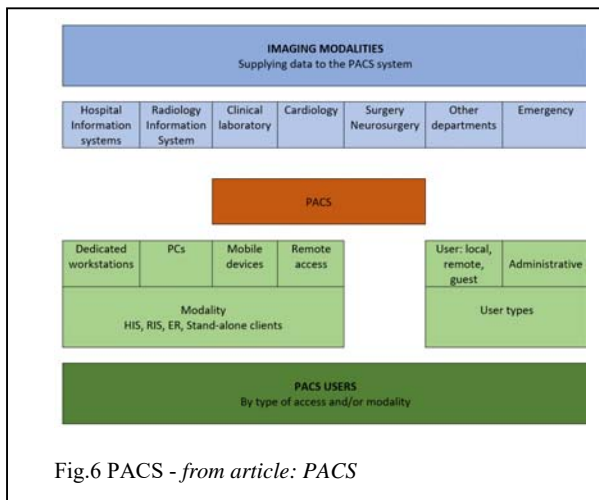 IMAGING MODALITIES
Supplying data to the PACS system
Hospital
Information
systems
Radiology
Information
System
Clinical
laboratory
Cardiology
Surgery
Neurosurgery
Other
departments
Emergency
PACS
Dedicated
workstations
PCs
Mobile
devices
Remote
access
User: local,
remote,
guest
Administrative
Modality
HIS, RIS, ER, Stand-alone clients
User types
PACS USERS
By type of access and/or modality
Fig.6 PACS - from article: PACS